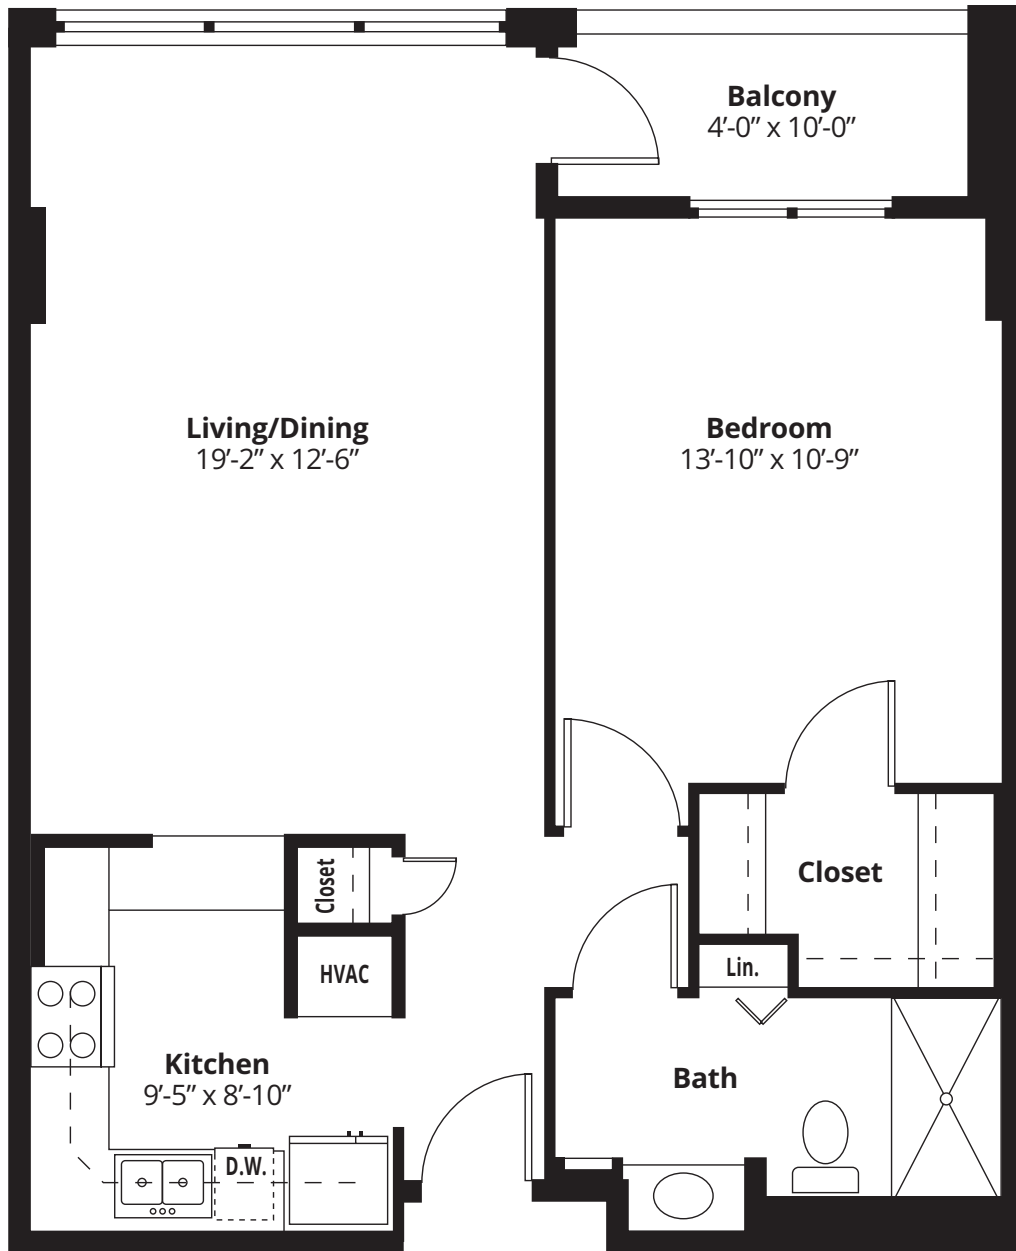 Balcony
4’-0” x 10’-0”
Living/Dining
19’-2” x 12’-6”
Bedroom
13’-10” x 10’-9”
Closet
Closet
HVAC
Lin.
Kitchen
9’-5” x 8’-10”
Bath
D.W.